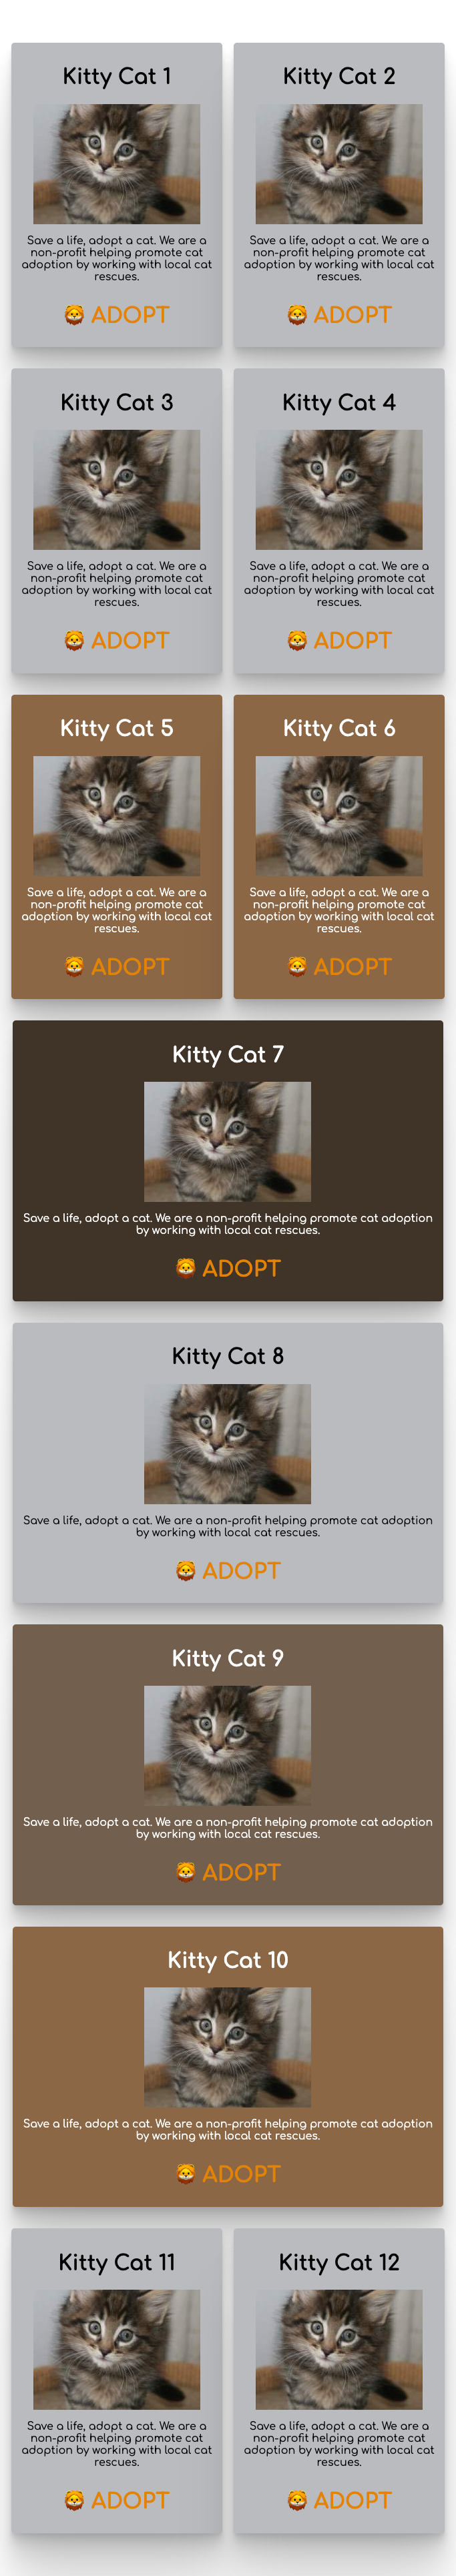 Kitty Cat 1
Save a life, adopt a cat. We are a
non-profit helping promote cat
adoption by working with local cat
rescues.
ADOPT
Kitty Cat 2
Save a life, adopt a cat. We are a
non-profit helping promote cat
adoption by working with local cat
rescues.
ADOPT
Kitty Cat 3
Save a life, adopt a cat. We are a
non-profit helping promote cat
adoption by working with local cat
rescues.
ADOPT
Kitty Cat 4
Save a life, adopt a cat. We are a
non-profit helping promote cat
adoption by working with local cat
rescues.
ADOPT
Kitty Cat 5
Save a life, adopt a cat. We are a
non-profit helping promote cat
adoption by working with local cat
rescues.
ADOPT
Kitty Cat 6
Save a life, adopt a cat. We are a
non-profit helping promote cat
adoption by working with local cat
rescues.
ADOPT
Kitty Cat 7
Save a life, adopt a cat. We are a non-profit helping promote cat adoption
by working with local cat rescues.
ADOPT
Kitty Cat 8
Save a life, adopt a cat. We are a non-profit helping promote cat adoption
by working with local cat rescues.
ADOPT
Kitty Cat 9
Save a life, adopt a cat. We are a non-profit helping promote cat adoption
by working with local cat rescues.
ADOPT
Kitty Cat 10
Save a life, adopt a cat. We are a non-profit helping promote cat adoption
by working with local cat rescues.
ADOPT
Kitty Cat 11
Save a life, adopt a cat. We are a
non-profit helping promote cat
adoption by working with local cat
rescues.
ADOPT
Kitty Cat 12
Save a life, adopt a cat. We are a
non-profit helping promote cat
adoption by working with local cat
rescues.
ADOPT